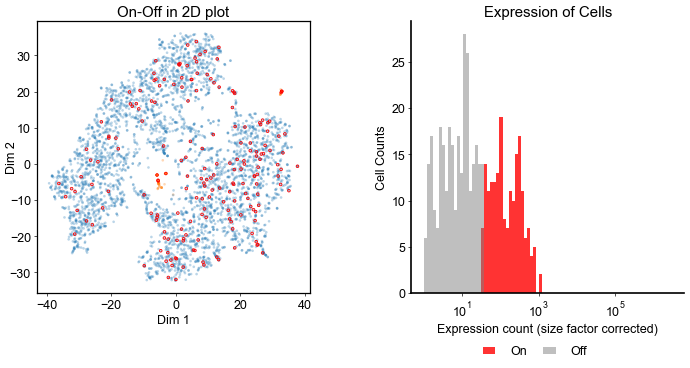 On-Off in 2D plot
Dim 2
30
20
10
0
−10
−20
−30
−40
−20
0
20
40
Dim 1
Expression of Cells
Cell Counts
25
20
15
10
5
0
10^1
10^3
10^5
Expression count (size factor corrected)
On
Off